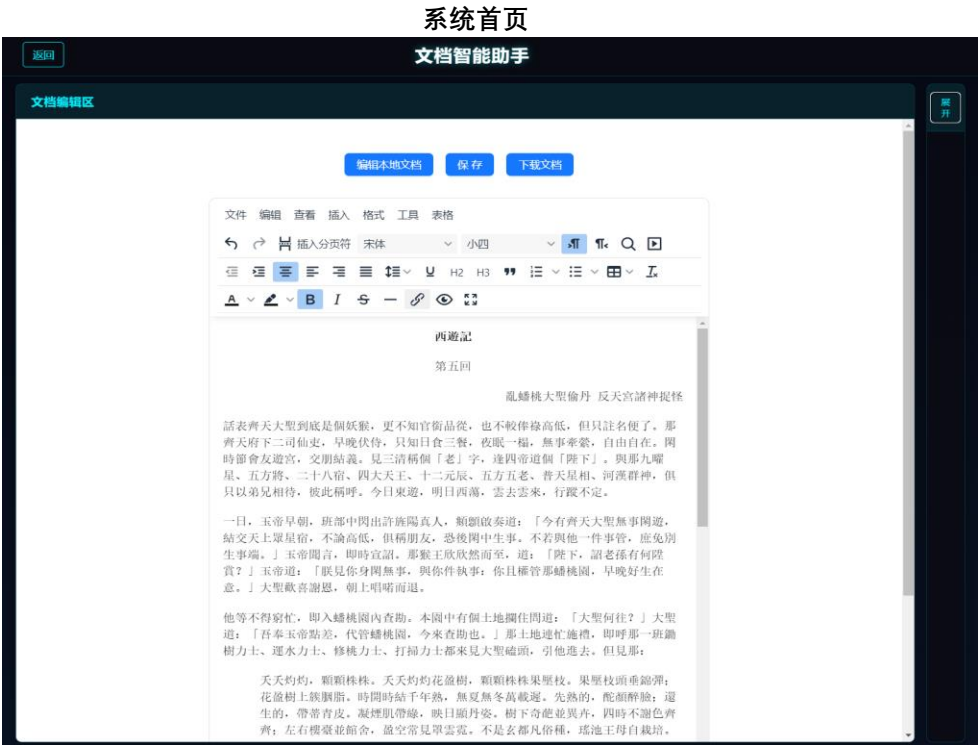 系统首页
返回
文档智能助手
文档编辑区
展开
编辑本地文档 保存 下载文档
文件 编辑 查看 插入 格式 工具 表格
插入分页符 宋体 小四
H2 H3
A B I S
西遊記
第五回
亂蟠桃大聖偷丹 反天宮諸神捉怪
話表齊天大聖到底是個妖猴，更不知官銜品從，也不較俸祿高低，但只註名便了。那
齊天府下二司仙吏，早晚伏侍，只知日食三餐，夜眠一榻，無事牽縈，自由自在。閑
時節會友遊宮，交朋結義。見三清稱個「老」字，逢四帝道個「陛下」。與那九曜
星、五方將、二十八宿、四大天王、十二元辰、五方五老、普天星相、河漢群神，俱
只以弟兄相待，彼此稱呼。今日東遊，明日西蕩，雲去雲來，行蹤不定。
一日，玉帝早朝，班部中閃出許旌陽真人，頫顖啟奏道：「今有齊天大聖無事閑遊，
結交天上眾星宿，不論高低，俱稱朋友，恐後閑中生事。不若與他一件事管，庶免別
生事端。」玉帝聞言，即時宣詔。那猴王欣欣然而至，道：「陛下，詔老孫有何陞
賞？」玉帝道：「朕見你身閑無事，與你件執事：你且權管那蟠桃園，早晚好生在
意。」大聖歡喜謝恩，朝上唱喏而退。
他等不得窮忙，即入蟠桃園內查勘。本園中有個土地攔住問道：「大聖何往？」大聖
道：「吾奉玉帝點差，代管蟠桃園，今來查勘也。」那土地連忙施禮，即呼那一班鋤
樹力士、運水力士、修桃力士、打掃力士都來見大聖磕頭，引他進去。但見那：
夭夭灼灼，顆顆株株。夭夭灼灼花盈樹，顆顆株株果壓枝。果壓枝頭垂錦彈；
花盈樹上簇胭脂。時開時結千年熟，無夏無冬萬載遲。先熟的，酡顏醉臉；還
生的，帶蒂青皮。凝煙肌帶綠，映日顯丹姿。樹下奇葩並異卉，四時不謝色齊
齊；左右樓臺並館舍，盈空常見罩雲霓。不是玄都凡俗種，瑤池王母自栽培。